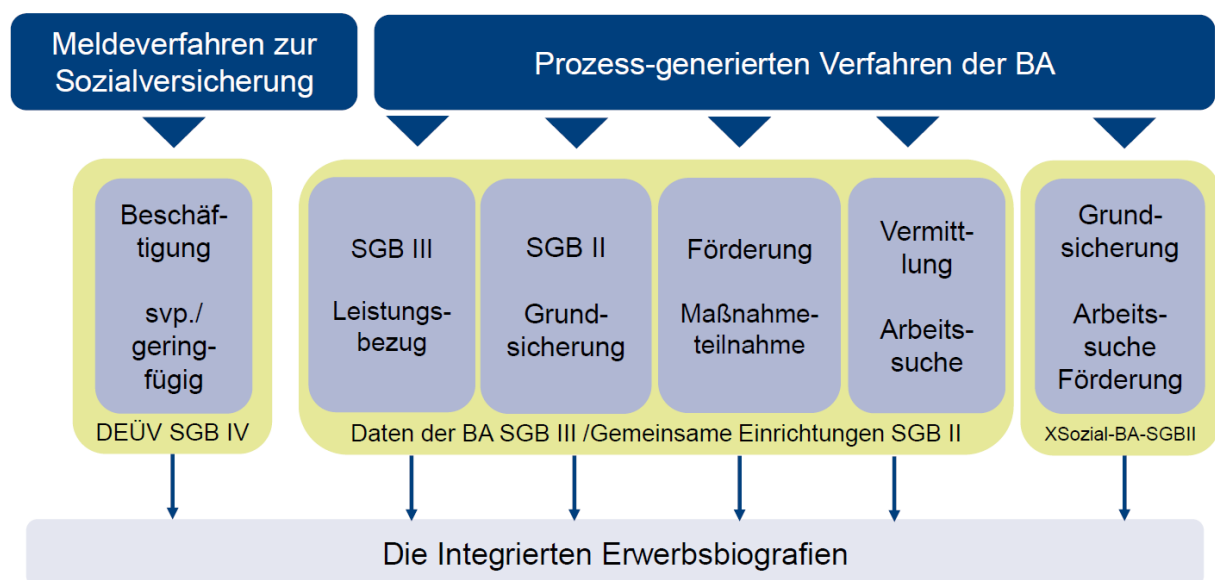 Meldeverfahren zur
Sozialversicherung
Prozess-generierten Verfahren der BA
Beschäf-
tigung
svp./
gering-
fügig
DEÜV SGB IV
SGB III
Leistungs-
bezug
SGB II
Grund-
sicherung
Förderung
Maßnahme-
teilnahme
Vermitt-
lung
Arbeits-
suche
Daten der BA SGB III /Gemeinsame Einrichtungen SGB II
Grund-
sicherung
Arbeits-
suche
Förderung
XSozial-BA-SGBII
Die Integrierten Erwerbsbiografien